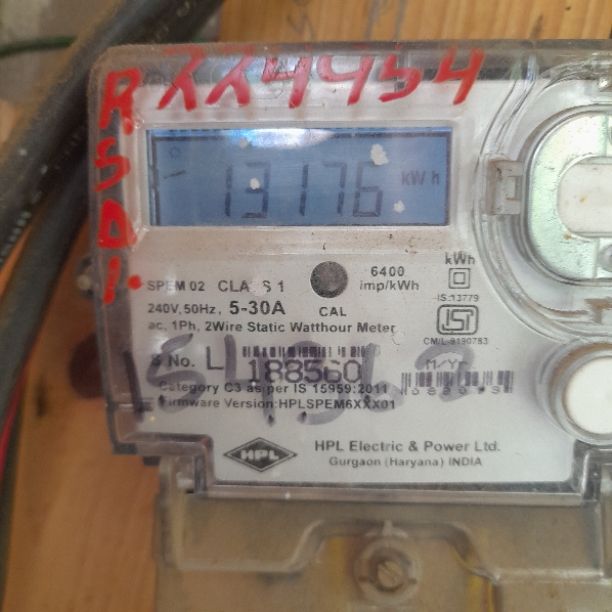 R224454
S
D
1.
13176 kWh
kWh
SPEM 02 CLASS 1
6400
imp/kWh
IS:13779
240V, 50Hz, 5-30A
CAL
ac, 1Ph, 2Wire Static Watthour Meter
CM/L-9190783
S No. L 188560
M/Y
Category C3 as per IS 15959:2011
Firmware Version:HPLSPEM6XXX01
HPL
HPL Electric & Power Ltd.
Gurgaon (Haryana) INDIA